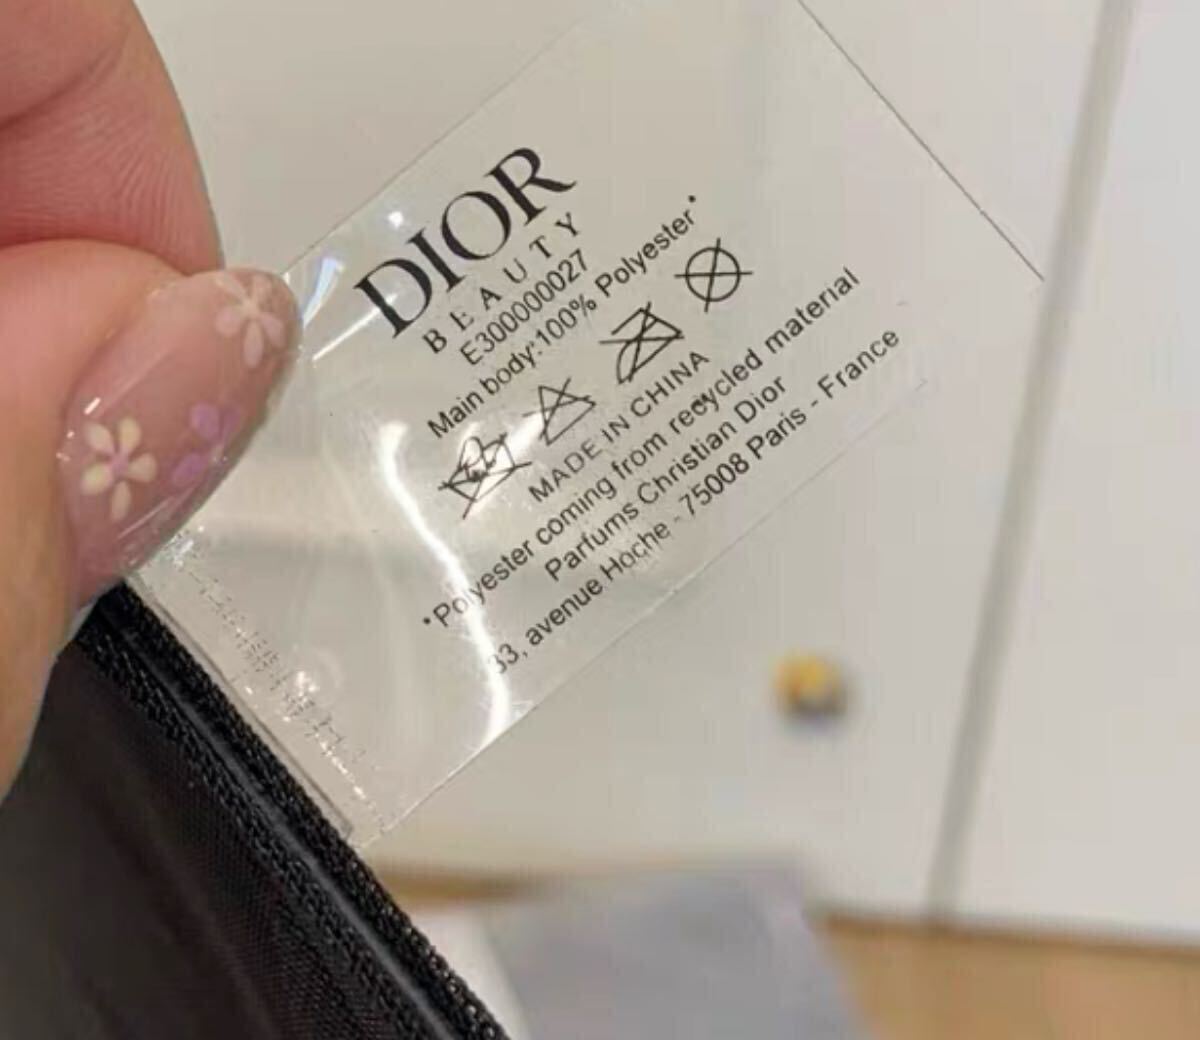 DIOR
BEAUTY
E300000027
Main body:100% Polyester*
MADE IN CHINA
*Polyester coming from recycled material
Parfums Christian Dior
33, avenue Hoche - 75008 Paris - France